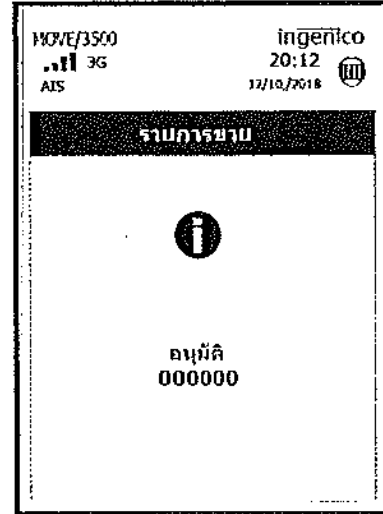 MOVE/3500
ingenico
3G
20:12
AIS
12/10/2018
รายการขาย
อนุมัติ
000000